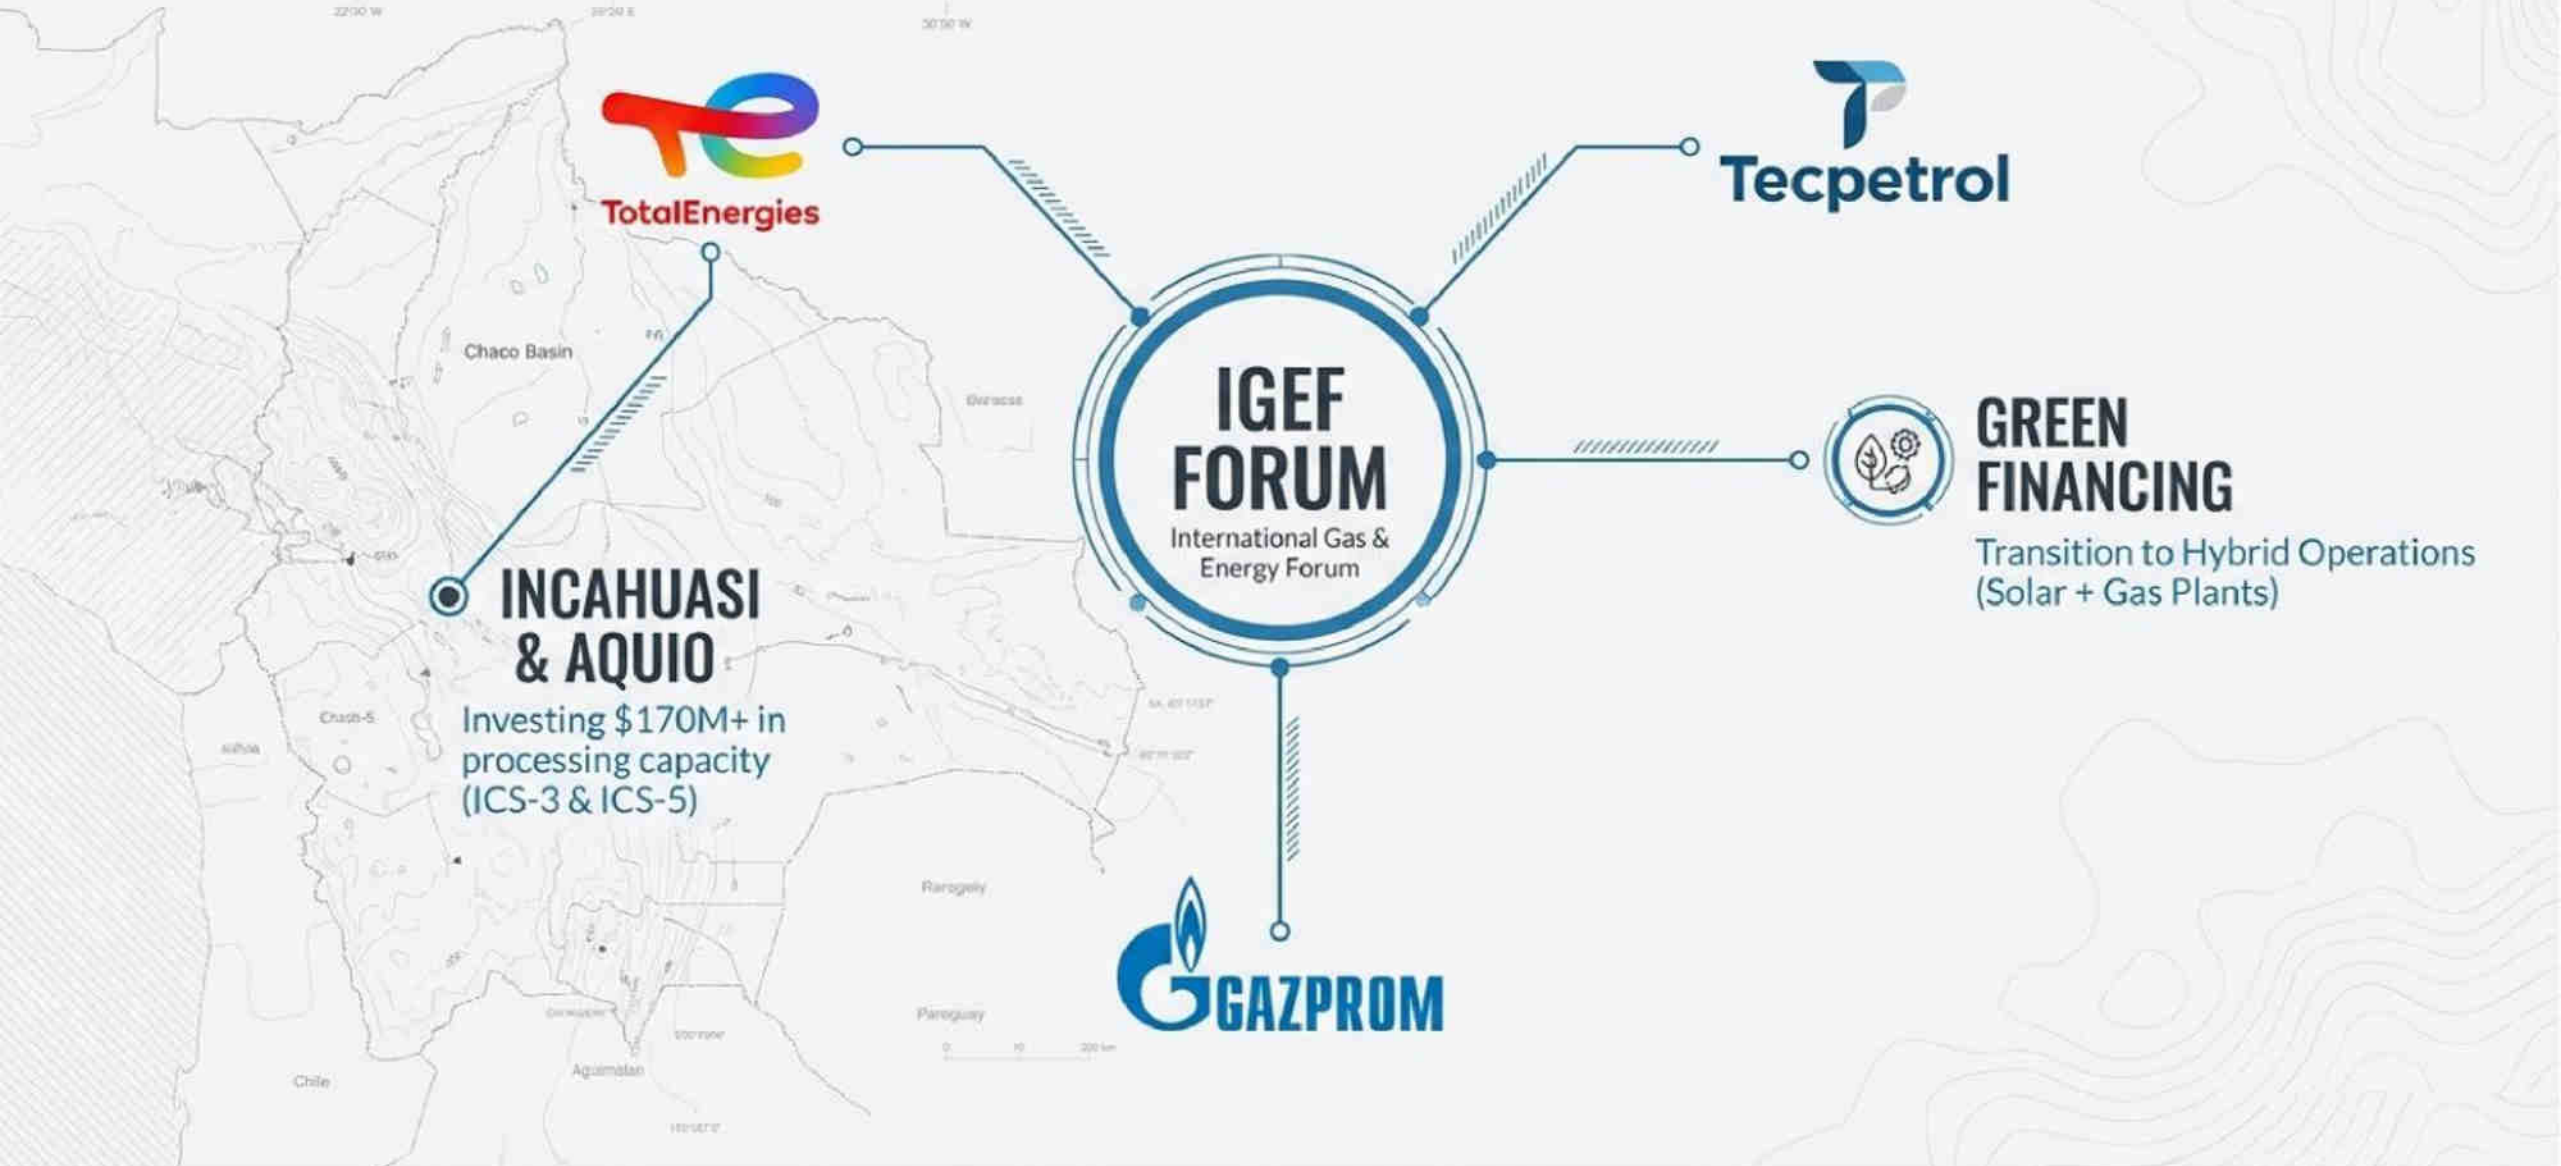 TotalEnergies
Tecpetrol
Chaco Basin
IGEF
FORUM
International Gas &
Energy Forum
GREEN
FINANCING
Transition to Hybrid Operations
(Solar + Gas Plants)
INCAHUASI
& AQUIO
Investing $170M+ in
processing capacity
(ICS-3 & ICS-5)
GAZPROM
Paroguay
Chile